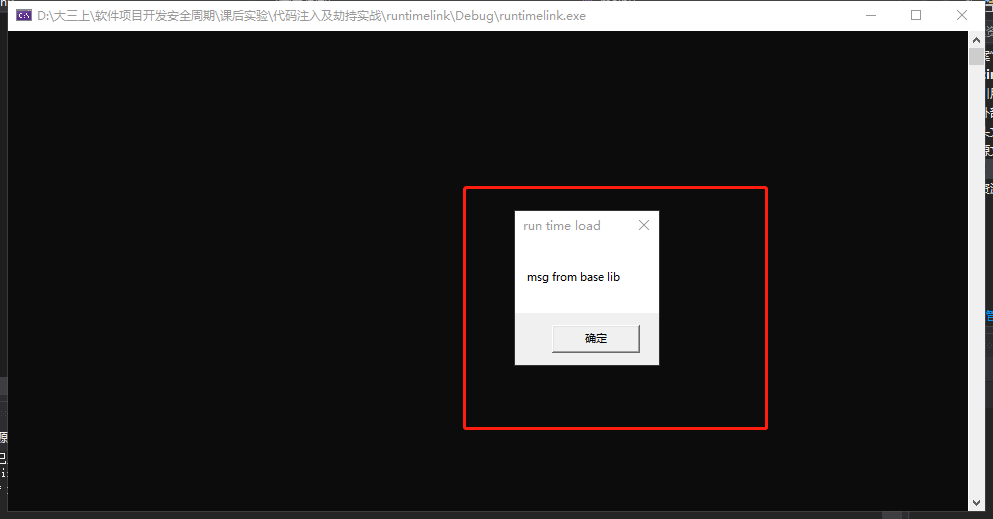 D:\大三上\软件项目开发安全周期\课后实验\代码注入及劫持实战\runtimelink\Debug\runtimelink.exe
run time load
msg from base lib
确定